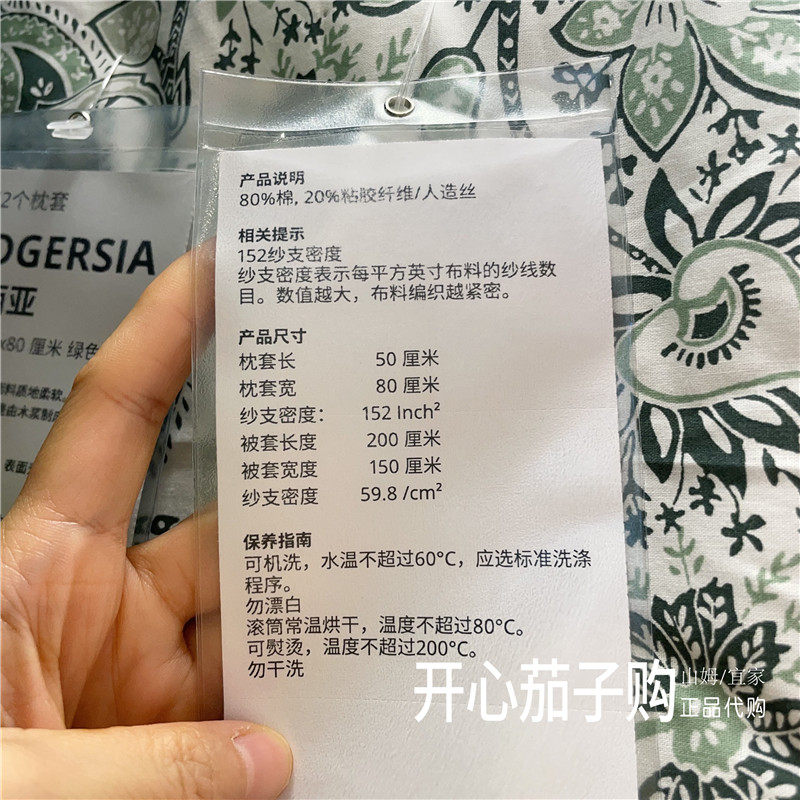 2个枕套
OGERSIA
亚
x80 厘米 绿色
料质地柔软。
产品说明
80%棉, 20%粘胶纤维/人造丝
相关提示
152纱支密度
纱支密度表示每平方英寸布料的纱线数
目。数值越大，布料编织越紧密。
产品尺寸
枕套长 50 厘米
枕套宽 80 厘米
纱支密度： 152 Inch²
被套长度 200 厘米
被套宽度 150 厘米
纱支密度 59.8 /cm²
保养指南
可机洗，水温不超过60°C，应选标准洗涤
程序。
勿漂白
滚筒常温烘干，温度不超过80°C。
可熨烫，温度不超过200°C。
勿干洗
开心茄子购
山姆/宜家
正品代购